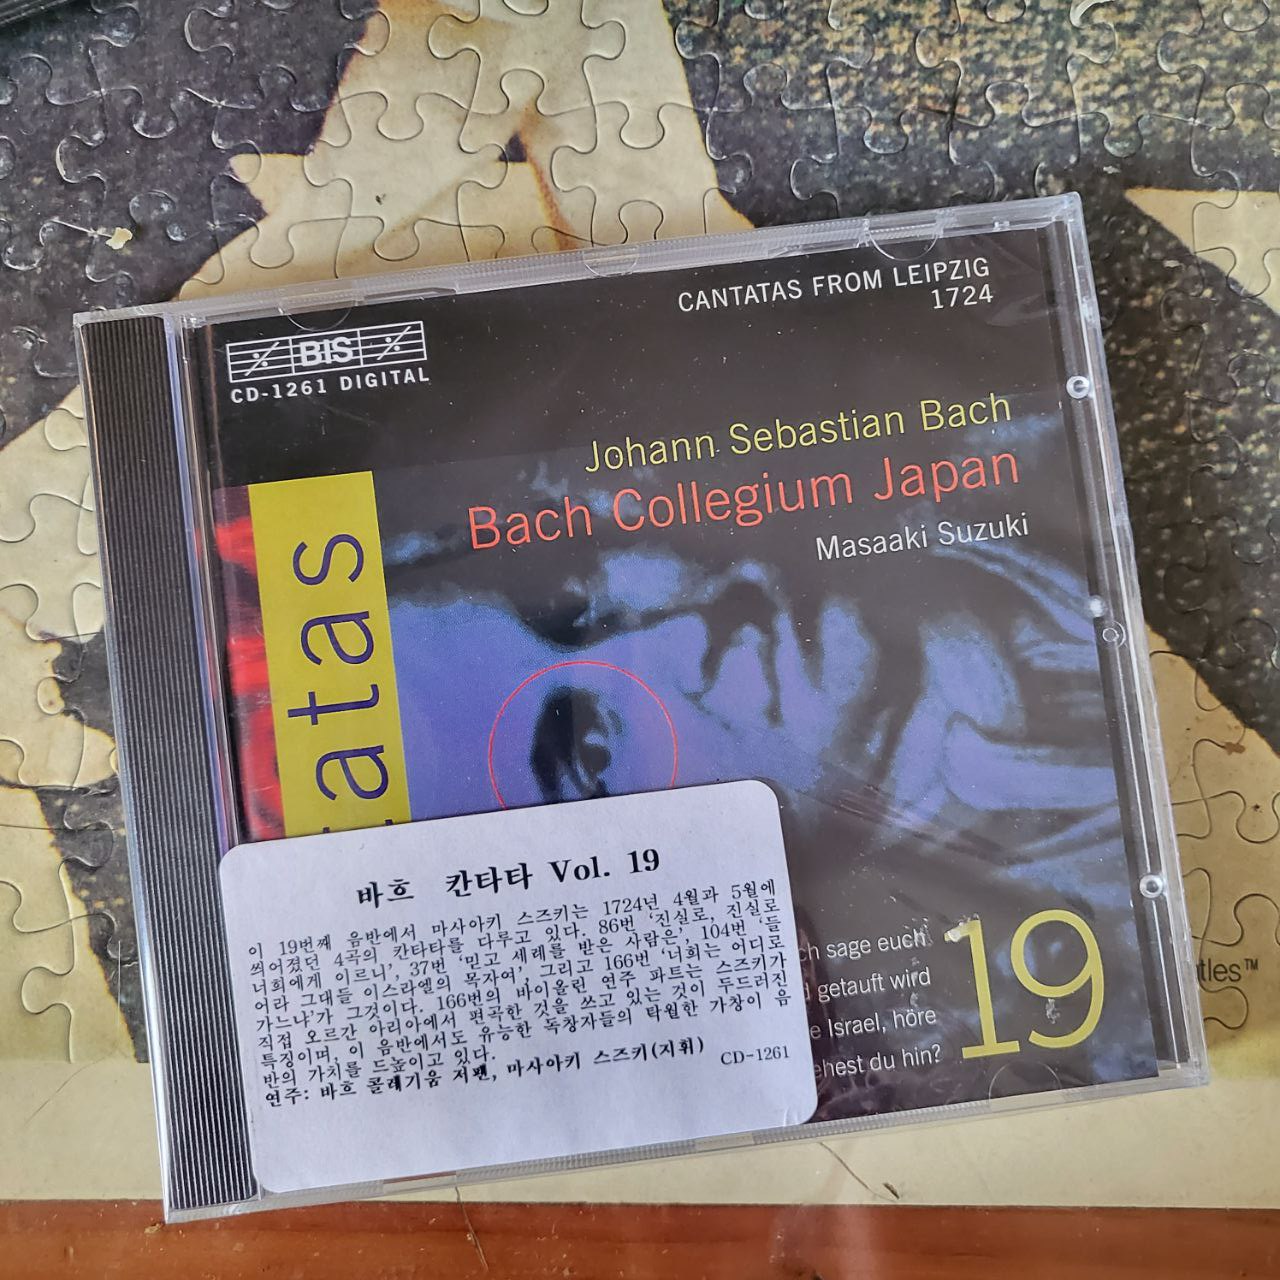 CANTATAS FROM LEIPZIG
1724
BIS
CD-1261 DIGITAL
Johann Sebastian Bach
Bach Collegium Japan
Masaaki Suzuki
tatas
바흐 칸타타 Vol. 19
이 19번째 음반에서 마사아키 스즈키는 1724년 4월과 5월에
씌어졌던 4곡의 칸타타를 다루고 있다. 86번 ‘진실로, 진실로
너희에게 이르니’, 37번 ‘믿고 세례를 받은 사람은’, 104번 ‘들
어라 그대들 이스라엘의 목자여’ 그리고 166번 ‘너희는 어디로
가느냐’가 그것이다. 166번의 바이올린 연주 파트는 스즈키가
직접 오르간 아리아에서 편곡한 것을 쓰고 있는 것이 두드러진
특징이며, 이 음반에서도 유능한 독창자들의 탁월한 가창이 음
반의 가치를 드높이고 있다.
연주: 바흐 콜레기움 저팬, 마사아키 스즈키(지휘)
CD-1261
ch sage euch
getauft wird
e Israel, höre
ehest du hin?
19
tles™